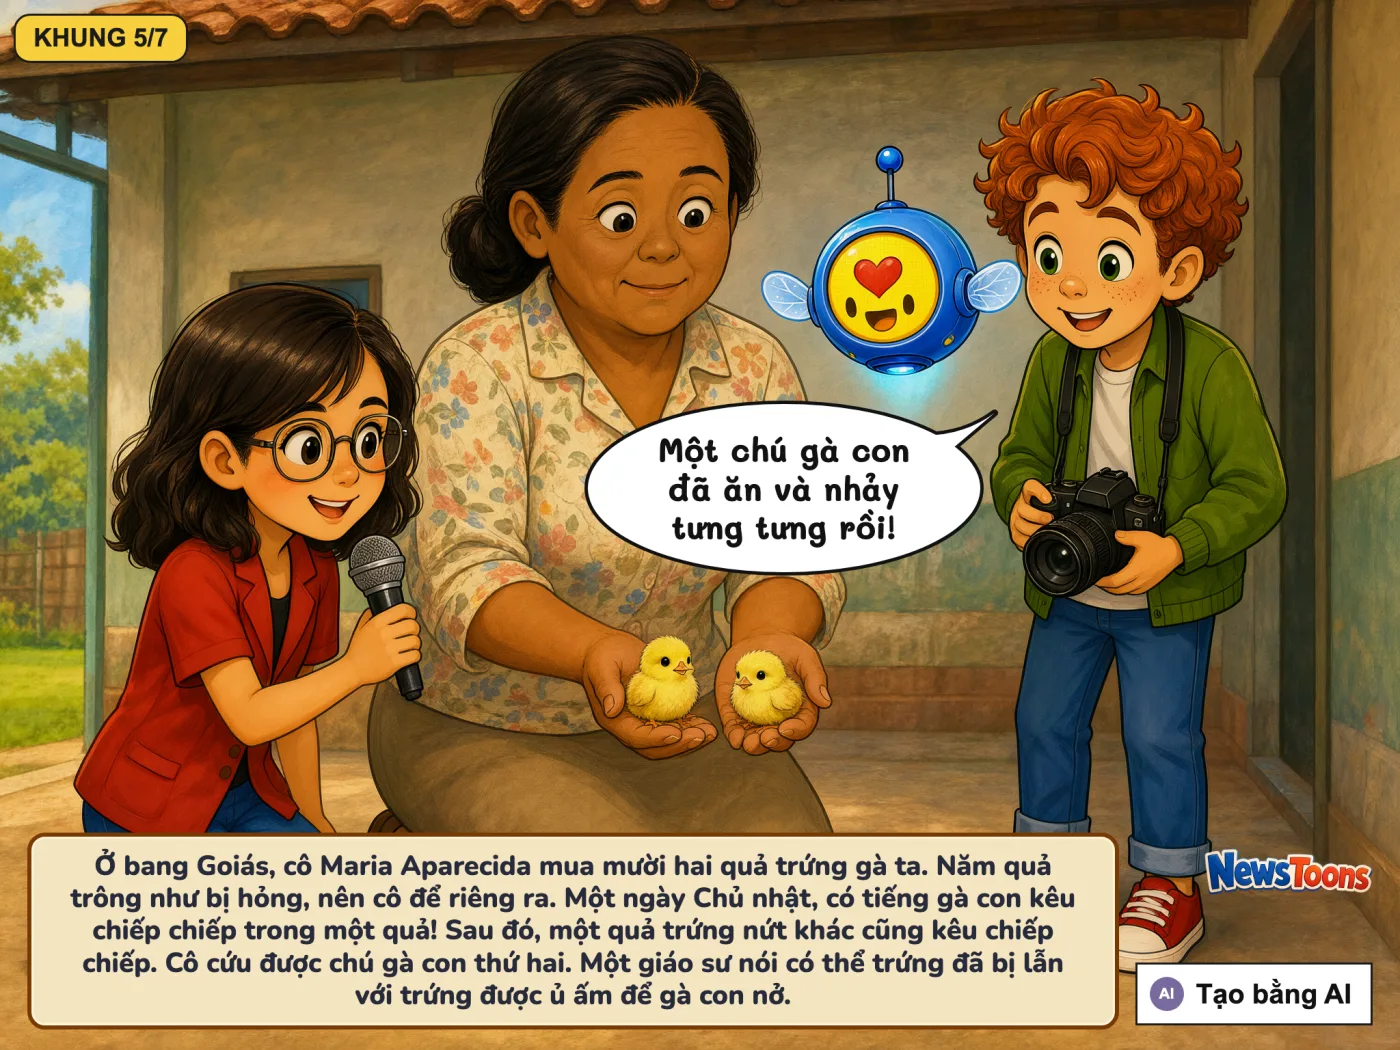 KHUNG 5/7
Một chú gà con
đã ăn và nhảy
tưng tưng rồi!
Ở bang Goiás, cô Maria Aparecida mua mười hai quả trứng gà ta. Năm quả
trông như bị hỏng, nên cô để riêng ra. Một ngày Chủ nhật, có tiếng gà con kêu
chiếp chiếp trong một quả! Sau đó, một quả trứng nứt khác cũng kêu chiếp
chiếp. Cô cứu được chú gà con thứ hai. Một giáo sư nói có thể trứng đã bị lẫn
với trứng được ủ ấm để gà con nở.
NewsToons
AI Tạo bằng AI